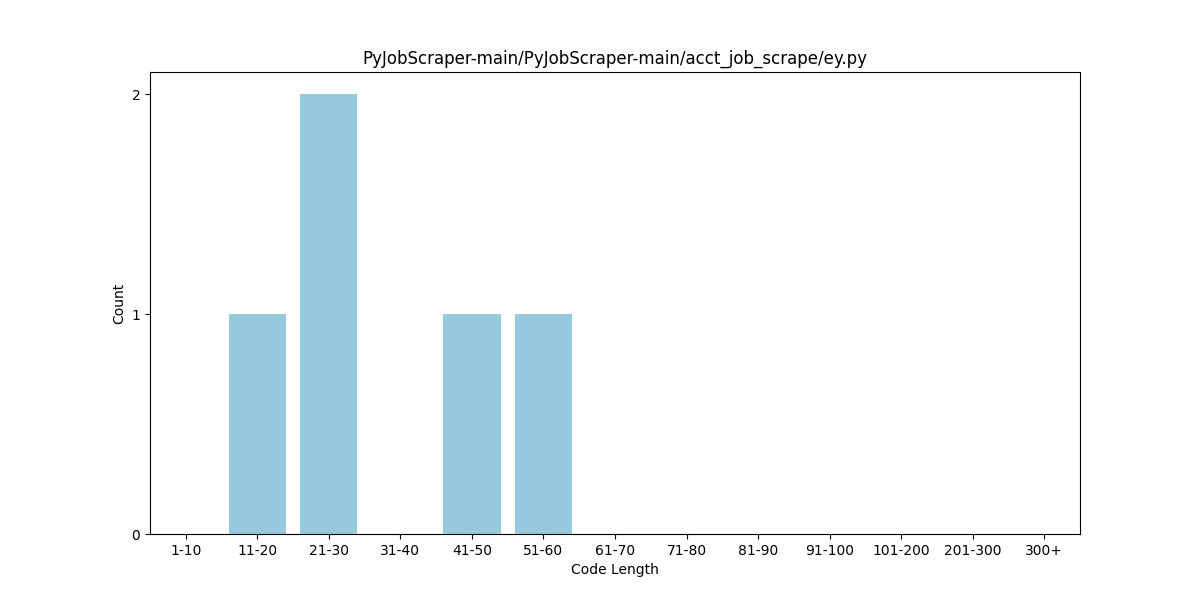 PyJobScraper-main/PyJobScraper-main/acct_job_scrape/ey.py
2
1
0
Count
1-10 11-20 21-30 31-40 41-50 51-60 61-70 71-80 81-90 91-100 101-200 201-300 300+
Code Length